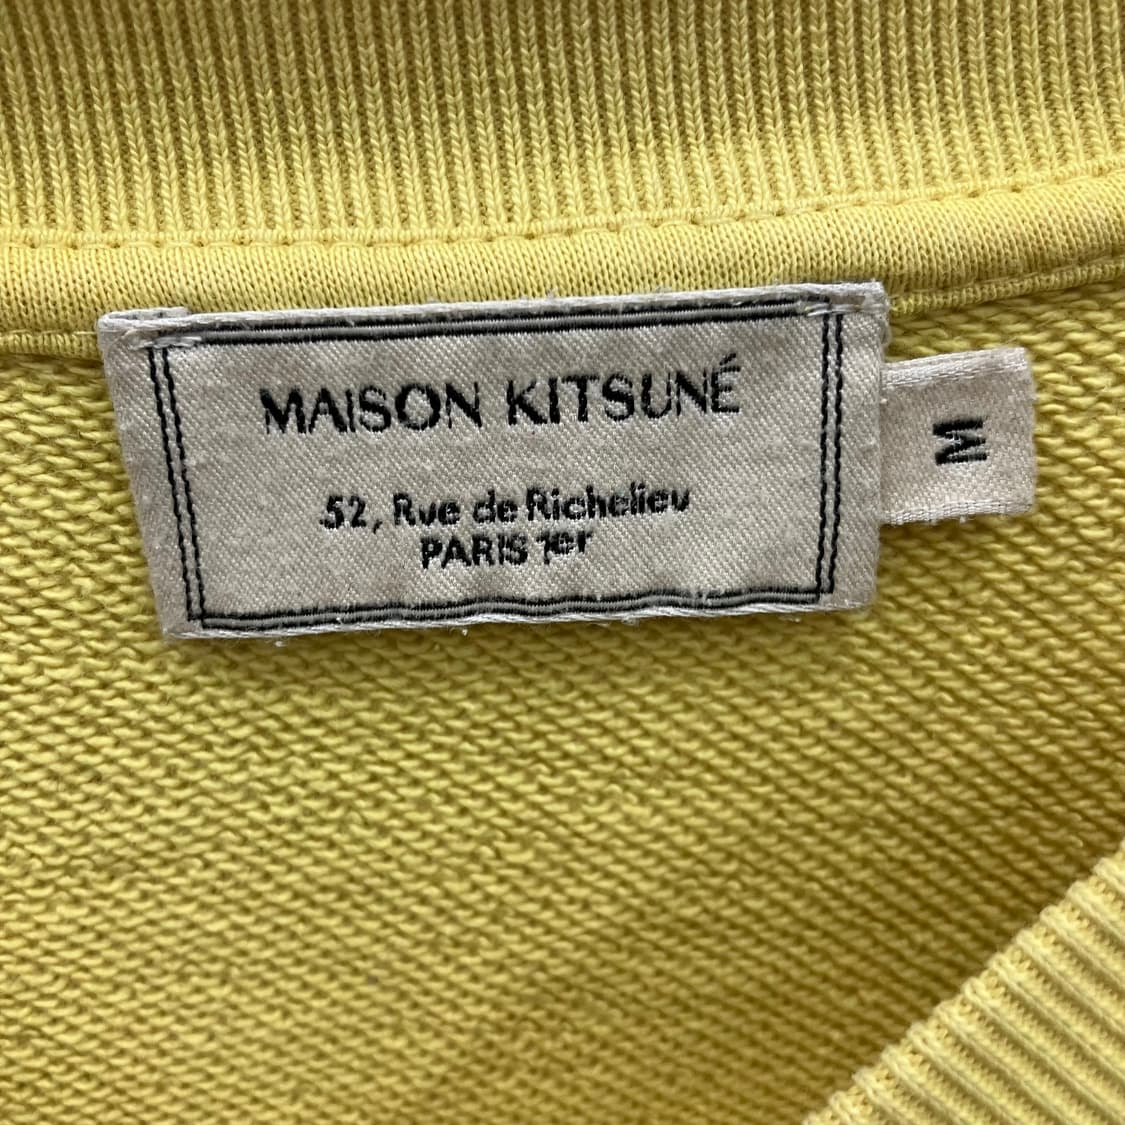 MAISON KITSUNÉ
52, Rue de Richelieu
PARIS 1er
M